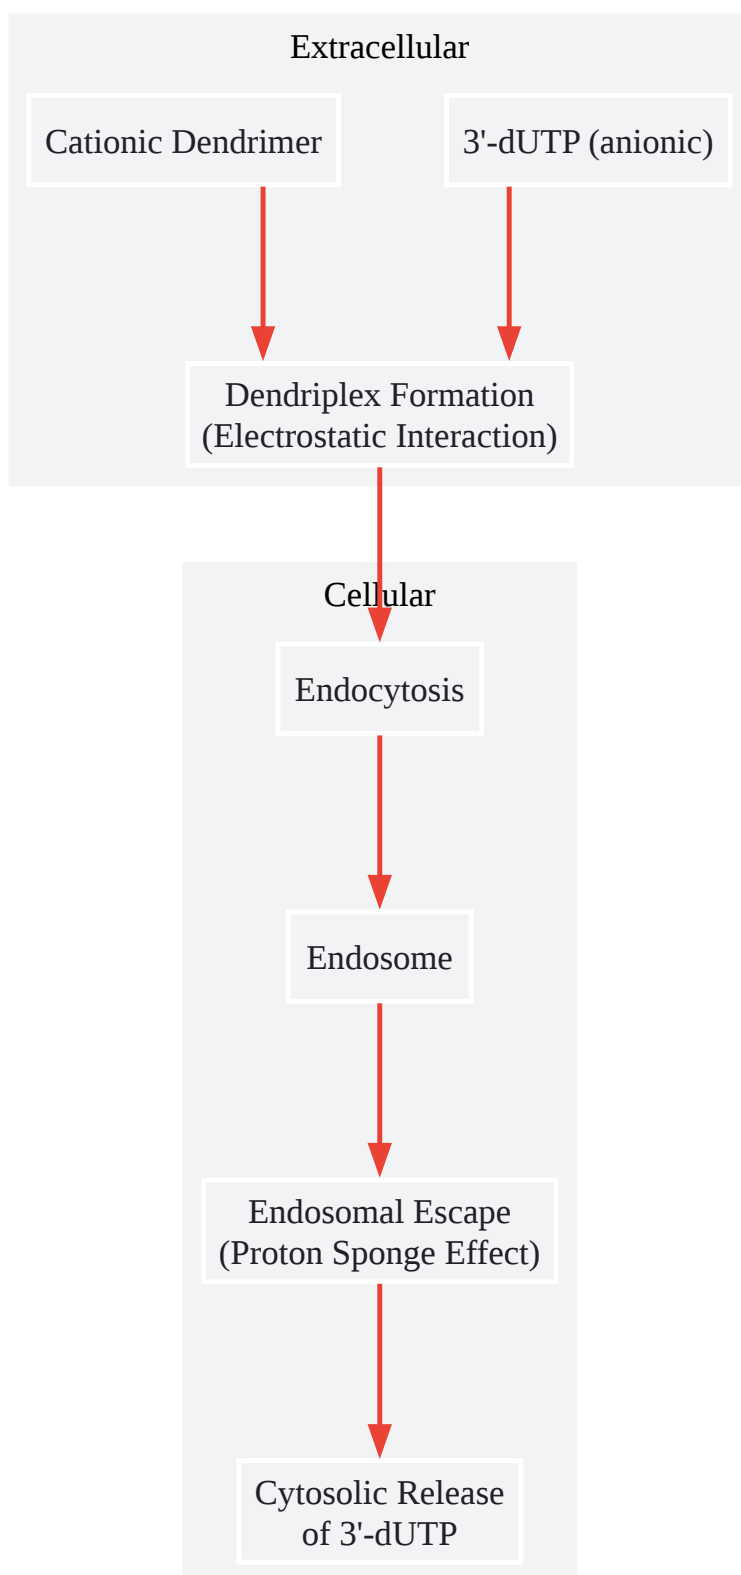 Extracellular
Cationic Dendrimer
3'-dUTP (anionic)
Dendriplex Formation
(Electrostatic Interaction)
Cellular
Endocytosis
Endosome
Endosomal Escape
(Proton Sponge Effect)
Cytosolic Release
of 3'-dUTP